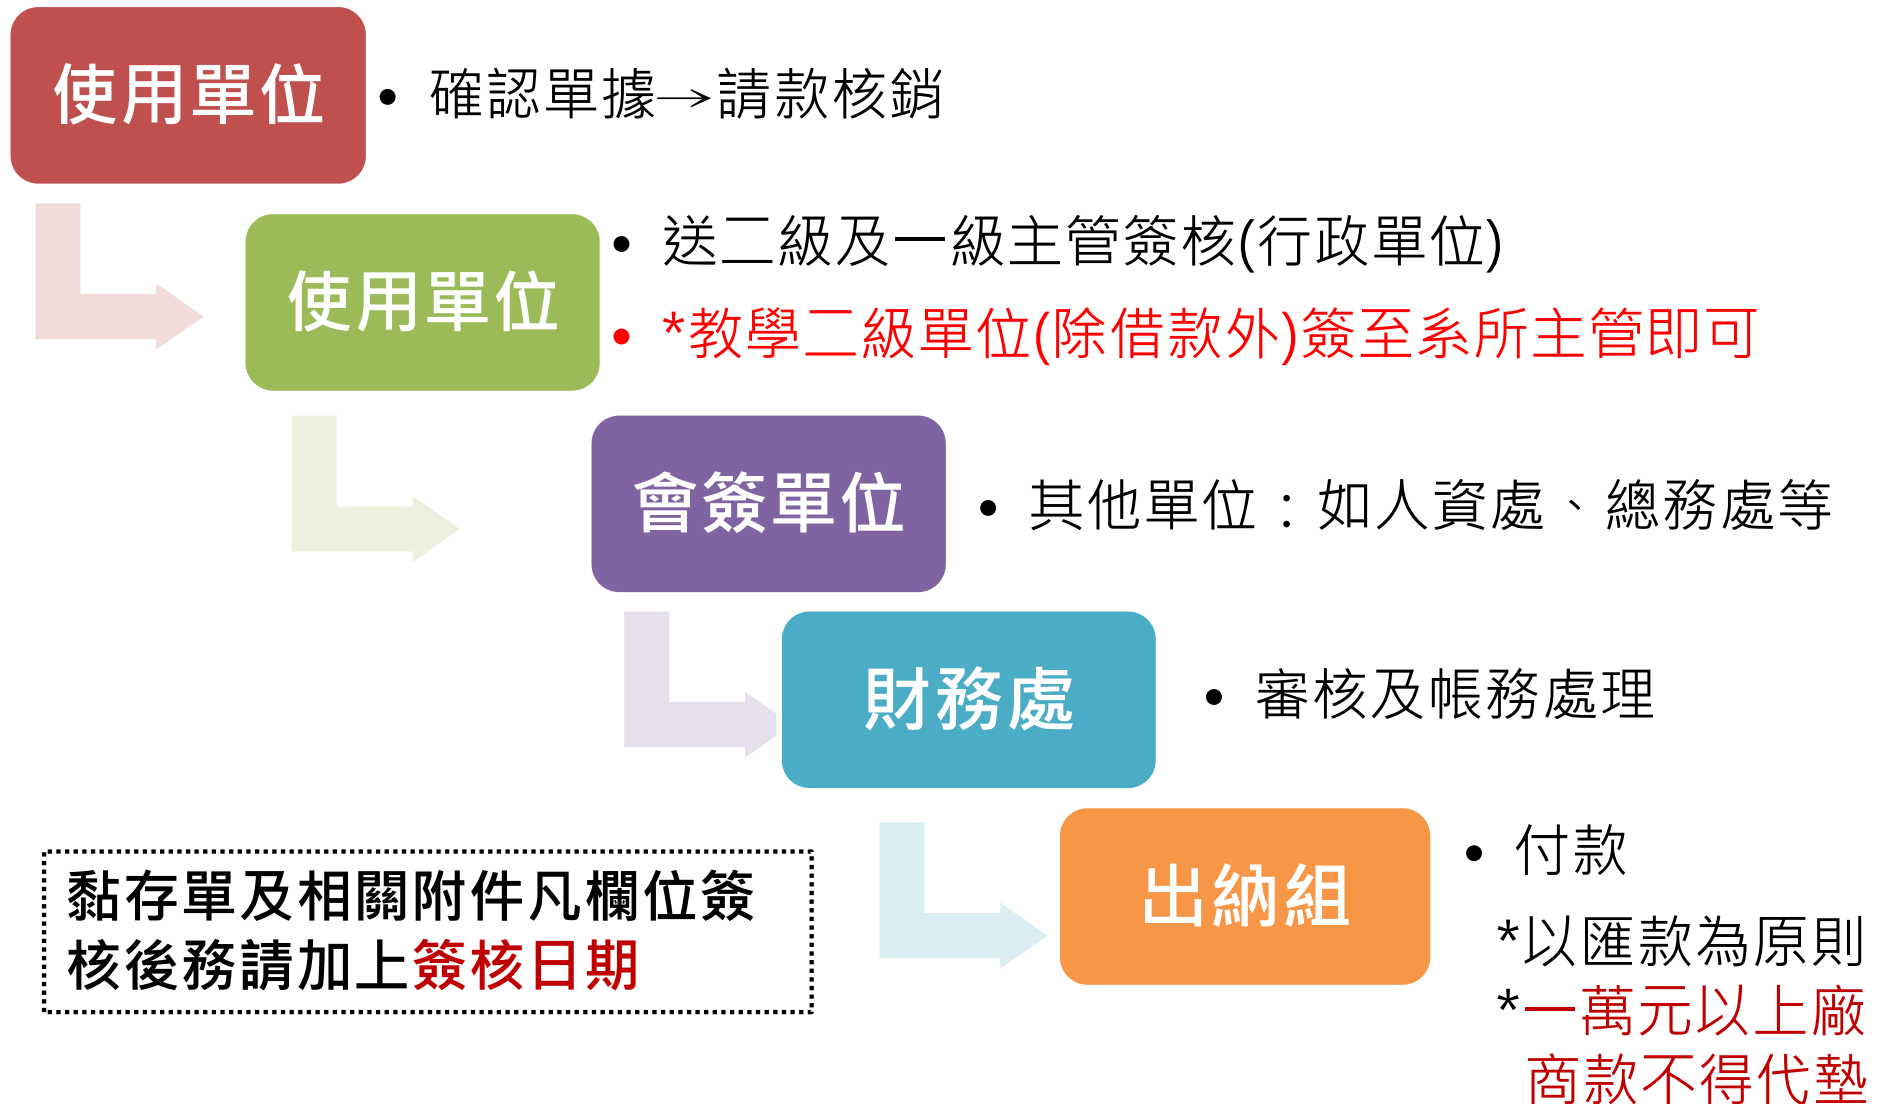 使用單位
• 確認單據→請款核銷
使用單位
• 送二級及一級主管簽核(行政單位)
• *教學二級單位(除借款外)簽至系所主管即可
會簽單位
• 其他單位：如人資處、總務處等
財務處
• 審核及帳務處理
出納組
• 付款
*以匯款為原則
*一萬元以上廠
商款不得代墊
黏存單及相關附件凡欄位簽
核後務請加上簽核日期